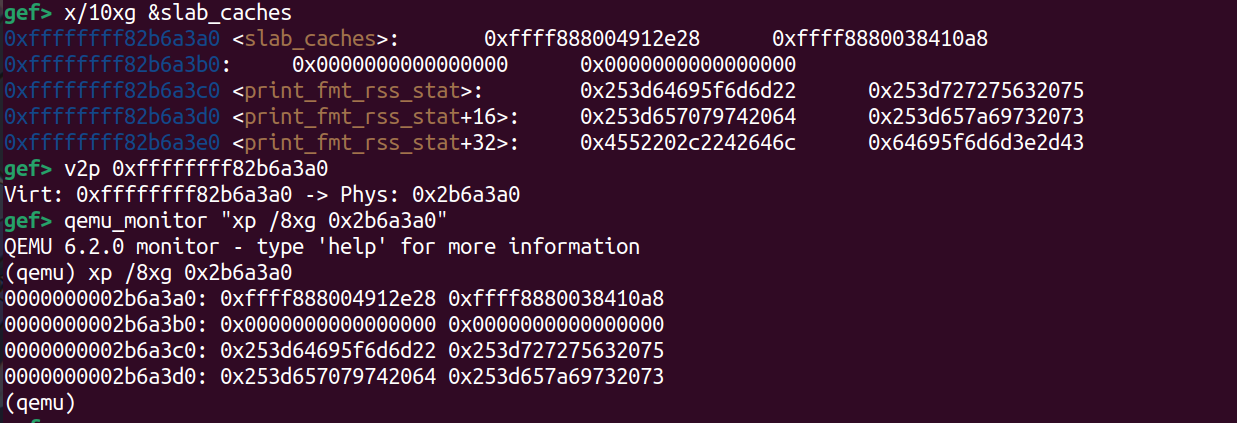 gef> x/10xg &slab_caches
0xffffffff82b6a3a0 <slab_caches>: 0xffff888004912e28 0xffff8880038410a8
0xffffffff82b6a3b0: 0x0000000000000000 0x0000000000000000
0xffffffff82b6a3c0 <print_fmt_rss_stat>: 0x253d64695f6d6d22 0x253d727275632075
0xffffffff82b6a3d0 <print_fmt_rss_stat+16>: 0x253d657079742064 0x253d657a69732073
0xffffffff82b6a3e0 <print_fmt_rss_stat+32>: 0x4552202c2242646c 0x64695f6d6d3e2d43
gef> v2p 0xffffffff82b6a3a0
Virt: 0xffffffff82b6a3a0 -> Phys: 0x2b6a3a0
gef> qemu_monitor "xp /8xg 0x2b6a3a0"
QEMU 6.2.0 monitor - type 'help' for more information
(qemu) xp /8xg 0x2b6a3a0
0000000002b6a3a0: 0xffff888004912e28 0xffff8880038410a8
0000000002b6a3b0: 0x0000000000000000 0x0000000000000000
0000000002b6a3c0: 0x253d64695f6d6d22 0x253d727275632075
0000000002b6a3d0: 0x253d657079742064 0x253d657a69732073
(qemu)